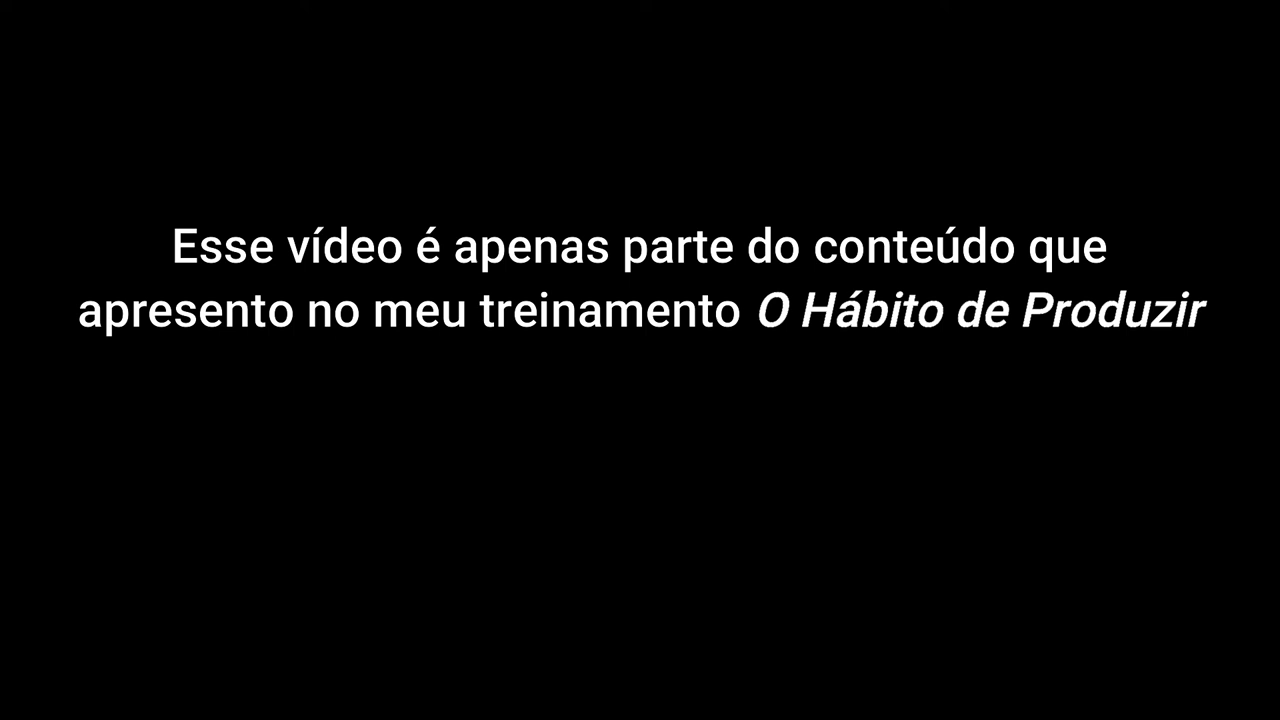 Esse vídeo é apenas parte do conteúdo que
apresento no meu treinamento O Hábito de Produzir